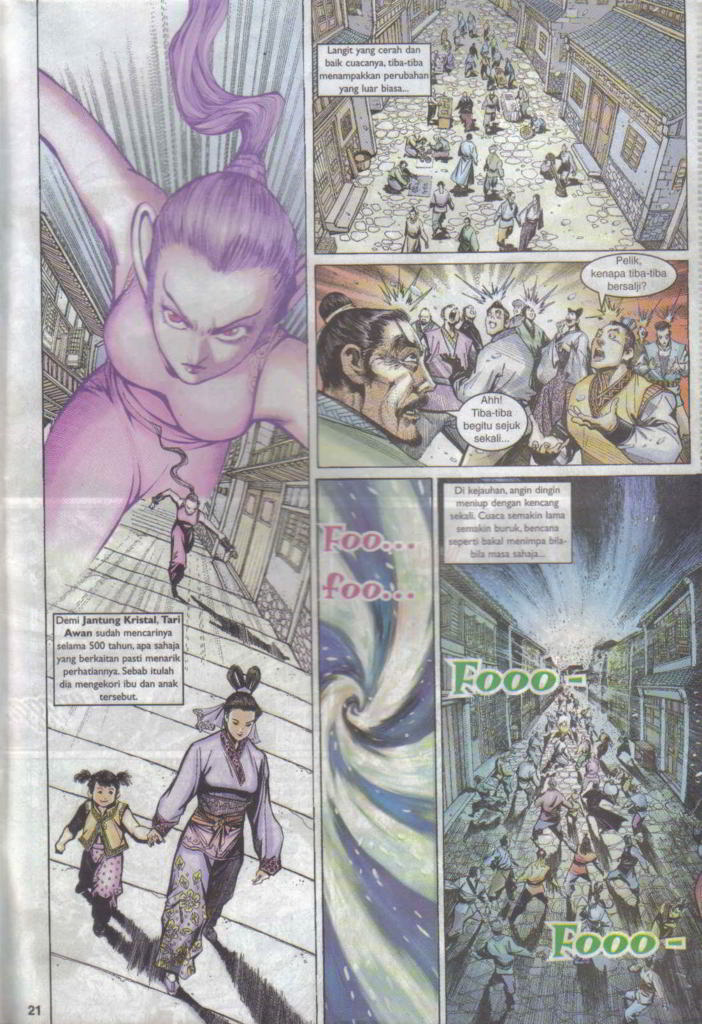 Demi Jantung Kristal, Tari
Awan sudah mencarinya
selama 500 tahun, apa sahaja
yang berkaitan pasti menarik
perhatiannya. Sebab itulah
dia mengekori ibu dan anak
tersebut.
Langit yang cerah dan
baik cuacanya, tiba-tiba
menampakkan perubahan
yang luar biasa...
Pelik,
kenapa tiba-tiba
bersalji?
Ahh!
Tiba-tiba
begitu sejuk
sekali...
Foo...
foo...
Di kejauhan, angin dingin
meniup dengan kencang
sekali. Cuaca semakin lama
semakin buruk, bencana
seperti bakal menimpa bila-
bila masa sahaja...
Fooo -
Fooo -
21